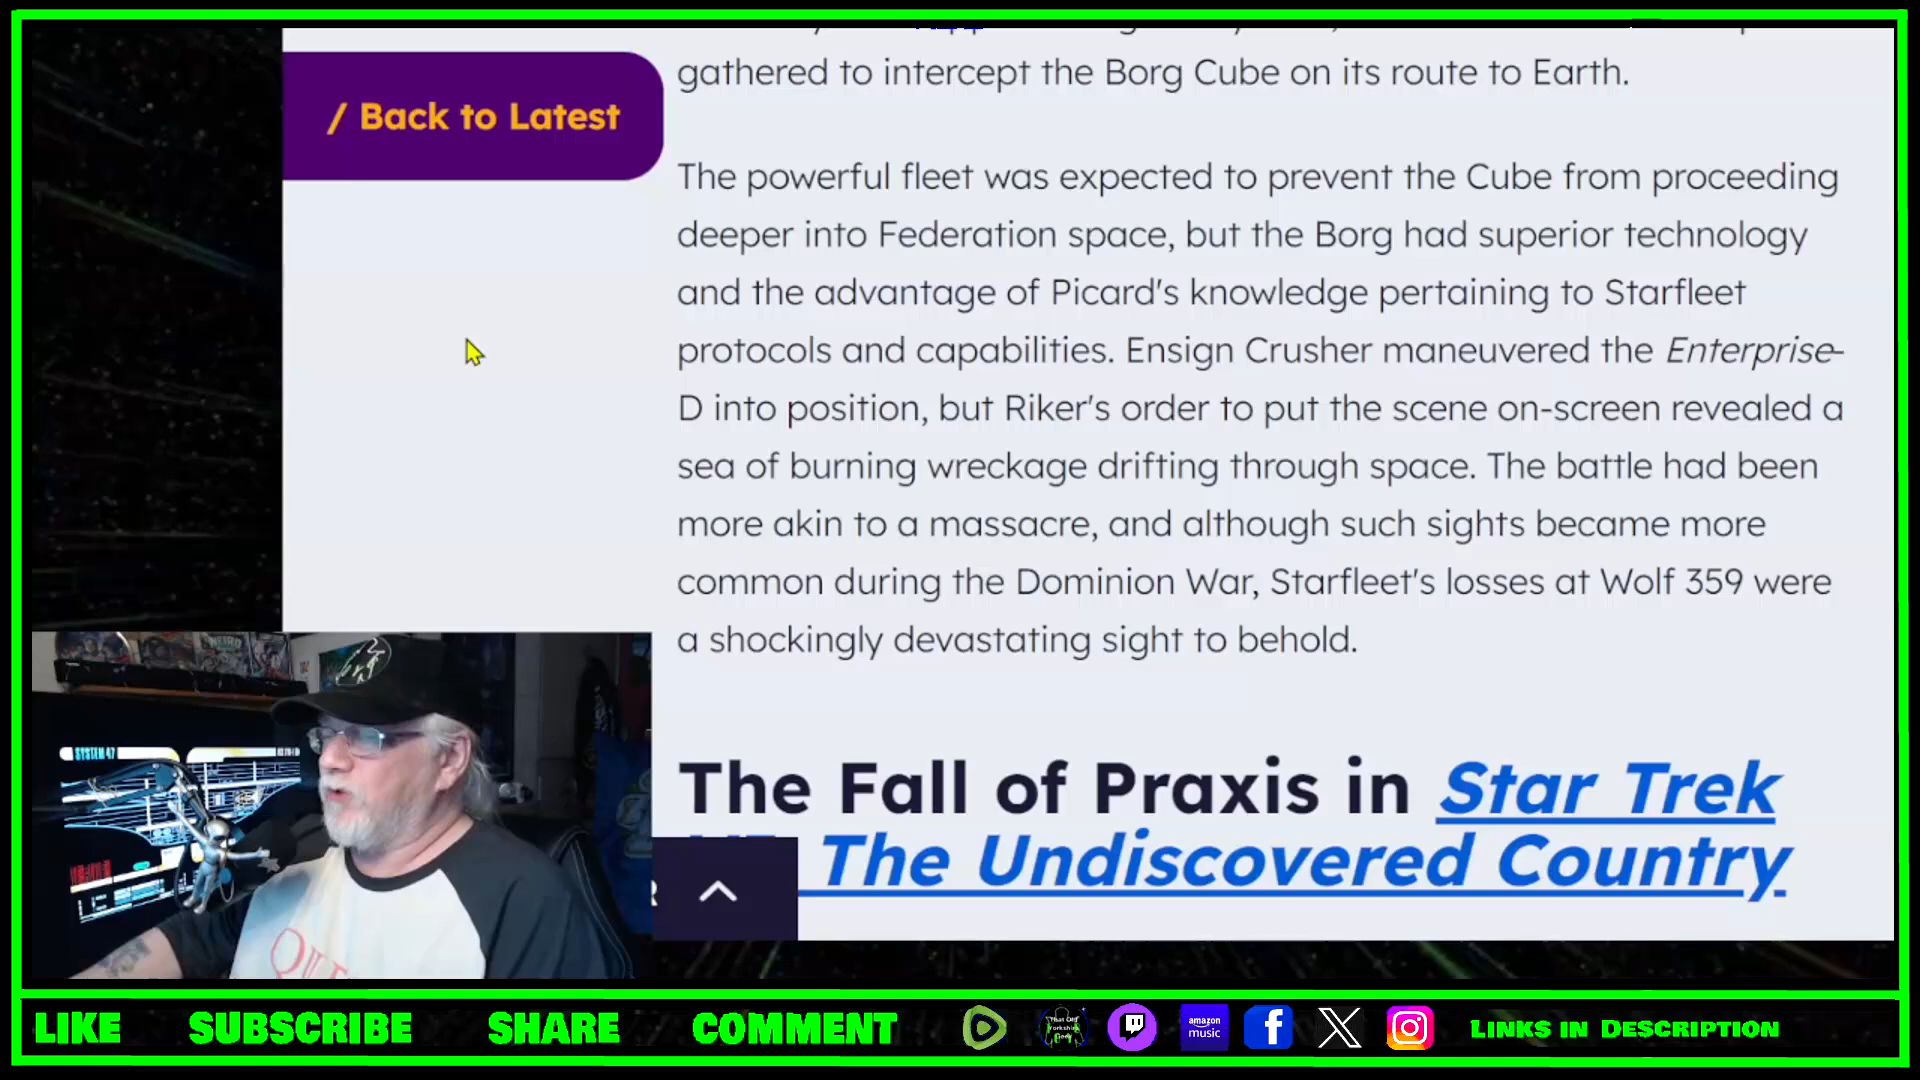 gathered to intercept the Borg Cube on its route to Earth.
/ Back to Latest
The powerful fleet was expected to prevent the Cube from proceeding
deeper into Federation space, but the Borg had superior technology
and the advantage of Picard's knowledge pertaining to Starfleet
protocols and capabilities. Ensign Crusher maneuvered the Enterprise-
D into position, but Riker's order to put the scene on-screen revealed a
sea of burning wreckage drifting through space. The battle had been
more akin to a massacre, and although such sights became more
common during the Dominion War, Starfleet's losses at Wolf 359 were
a shockingly devastating sight to behold.
The Fall of Praxis in Star Trek
The Undiscovered Country
SYSTEM 47
LIKE SUBSCRIBE SHARE COMMENT
That Old
Yorkshire
amazon
music
LINKS IN DESCRIPTION